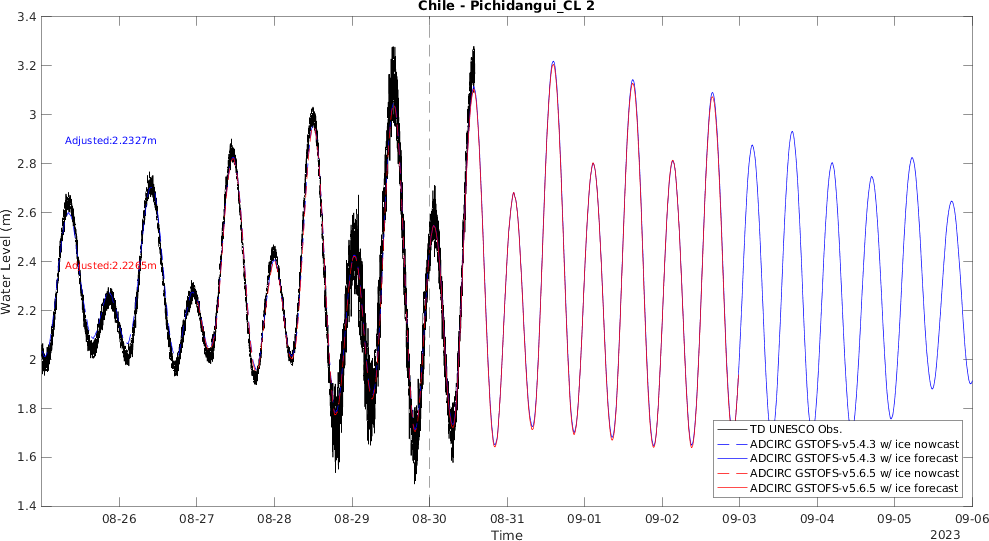 Chile - Pichidangui_CL 2
3.4
3.2
3
2.8
2.6
2.4
2.2
2
1.8
1.6
1.4
Water Level (m)
Adjusted:2.2327m
Adjusted:2.2265m
TD UNESCO Obs.
ADCIRC GSTOFS-v5.4.3 w/ ice nowcast
ADCIRC GSTOFS-v5.4.3 w/ ice forecast
ADCIRC GSTOFS-v5.6.5 w/ ice nowcast
ADCIRC GSTOFS-v5.6.5 w/ ice forecast
08-26 08-27 08-28 08-29 08-30 08-31 09-01 09-02 09-03 09-04 09-05 09-06
Time
2023